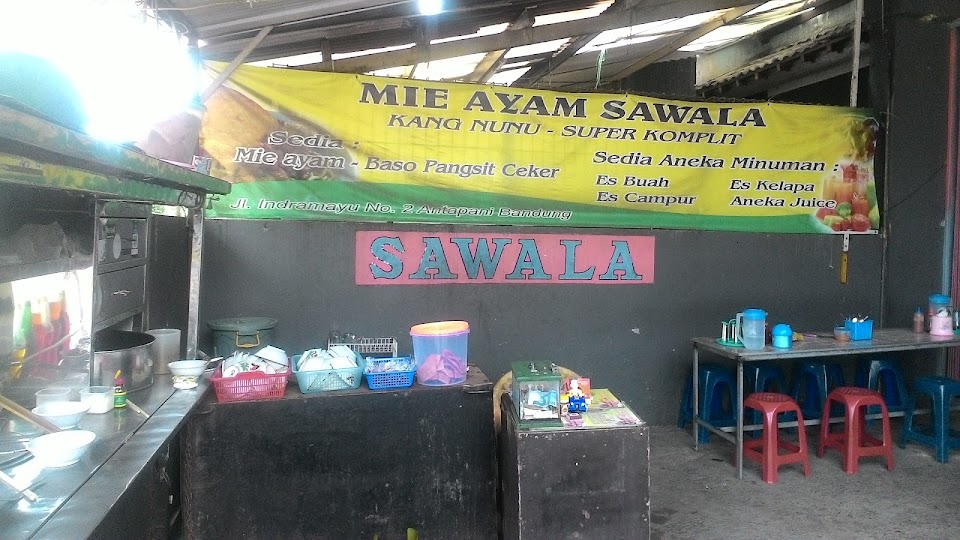 MIE AYAM SAWALA
KANG NUNU - SUPER KOMPLIT
Sedia :
Mie ayam - Baso Pangsit Ceker
Sedia Aneka Minuman :
Es Buah Es Kelapa
Es Campur Aneka Juice
Jl. Indramayu No. 2 Antapani Bandung
SAWALA